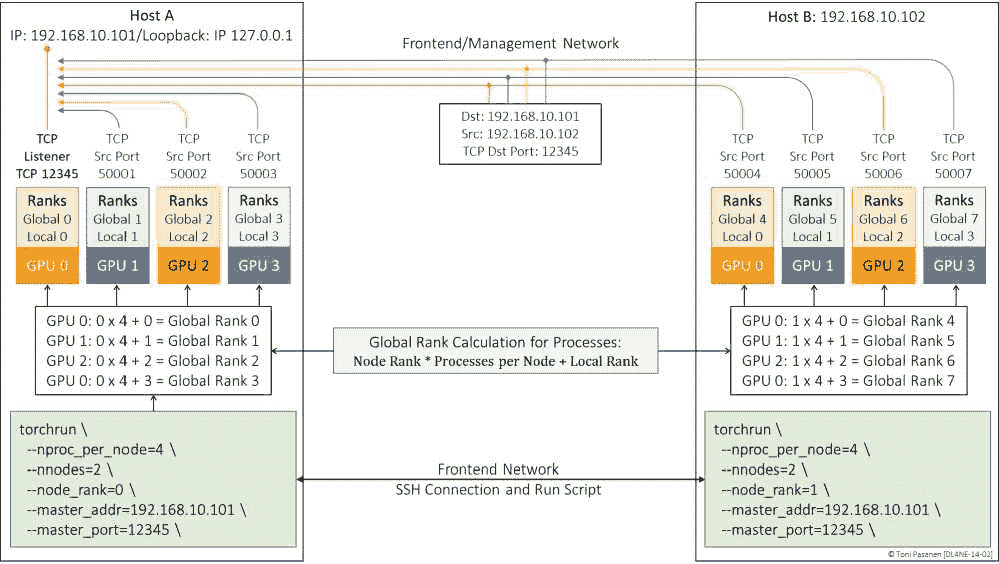 Host A
IP: 192.168.10.101/Loopback: IP 127.0.0.1
Host B: 192.168.10.102
Frontend/Management Network
Dst: 192.168.10.101
Src: 192.168.10.102
TCP Dst Port: 12345
TCP
Listener
TCP 12345
TCP
Src Port
50001
TCP
Src Port
50002
TCP
Src Port
50003
TCP
Src Port
50004
TCP
Src Port
50005
TCP
Src Port
50006
TCP
Src Port
50007
Ranks
Global 0
Local 0
GPU 0
Ranks
Global 1
Local 1
GPU 1
Ranks
Global 2
Local 2
GPU 2
Ranks
Global 3
Local 3
GPU 3
Ranks
Global 4
Local 0
GPU 0
Ranks
Global 5
Local 1
GPU 1
Ranks
Global 6
Local 2
GPU 2
Ranks
Global 7
Local 3
GPU 3
GPU 0: 0 x 4 + 0 = Global Rank 0
GPU 1: 0 x 4 + 1 = Global Rank 1
GPU 2: 0 x 4 + 2 = Global Rank 2
GPU 0: 0 x 4 + 3 = Global Rank 3
Global Rank Calculation for Processes:
Node Rank * Processes per Node + Local Rank
GPU 0: 1 x 4 + 0 = Global Rank 4
GPU 1: 1 x 4 + 1 = Global Rank 5
GPU 2: 1 x 4 + 2 = Global Rank 6
GPU 0: 1 x 4 + 3 = Global Rank 7
torchrun \
--nproc_per_node=4 \
--nnodes=2 \
--node_rank=0 \
--master_addr=192.168.10.101 \
--master_port=12345 \
Frontend Network
SSH Connection and Run Script
torchrun \
--nproc_per_node=4 \
--nnodes=2 \
--node_rank=1 \
--master_addr=192.168.10.101 \
--master_port=12345 \
© Toni Pasanen [DL4NE-14-02]